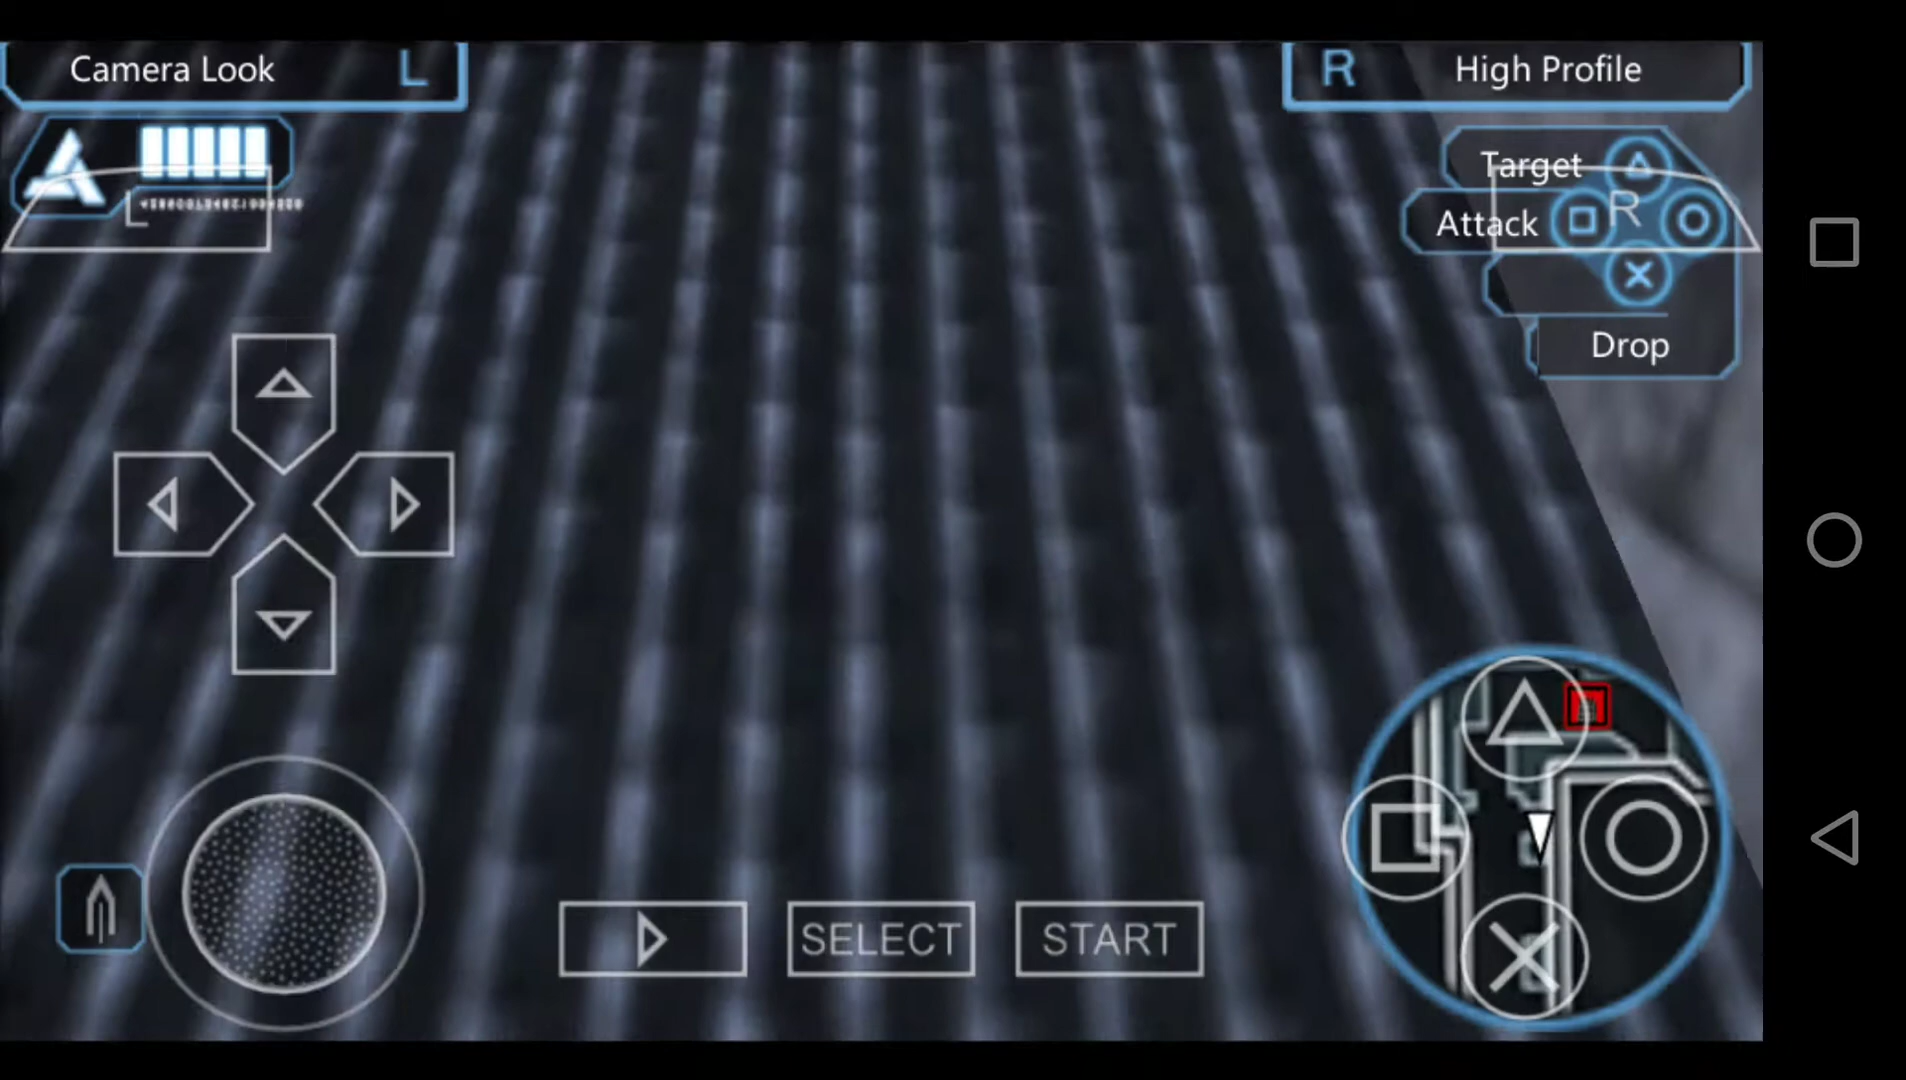 Camera Look L
R High Profile
Target
L
R
Attack
Drop
SELECT
START